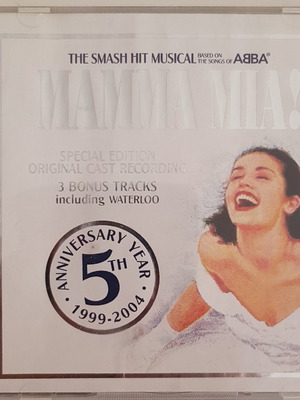 THE SMASH HIT MUSICAL BASED ON THE SONGS OF ABBA®
MAMMA MIA!
SPECIAL EDITION
ORIGINAL CAST RECORDING
3 BONUS TRACKS
including WATERLOO
ANNIVERSARY YEAR
5TH
· 1999-2004 ·